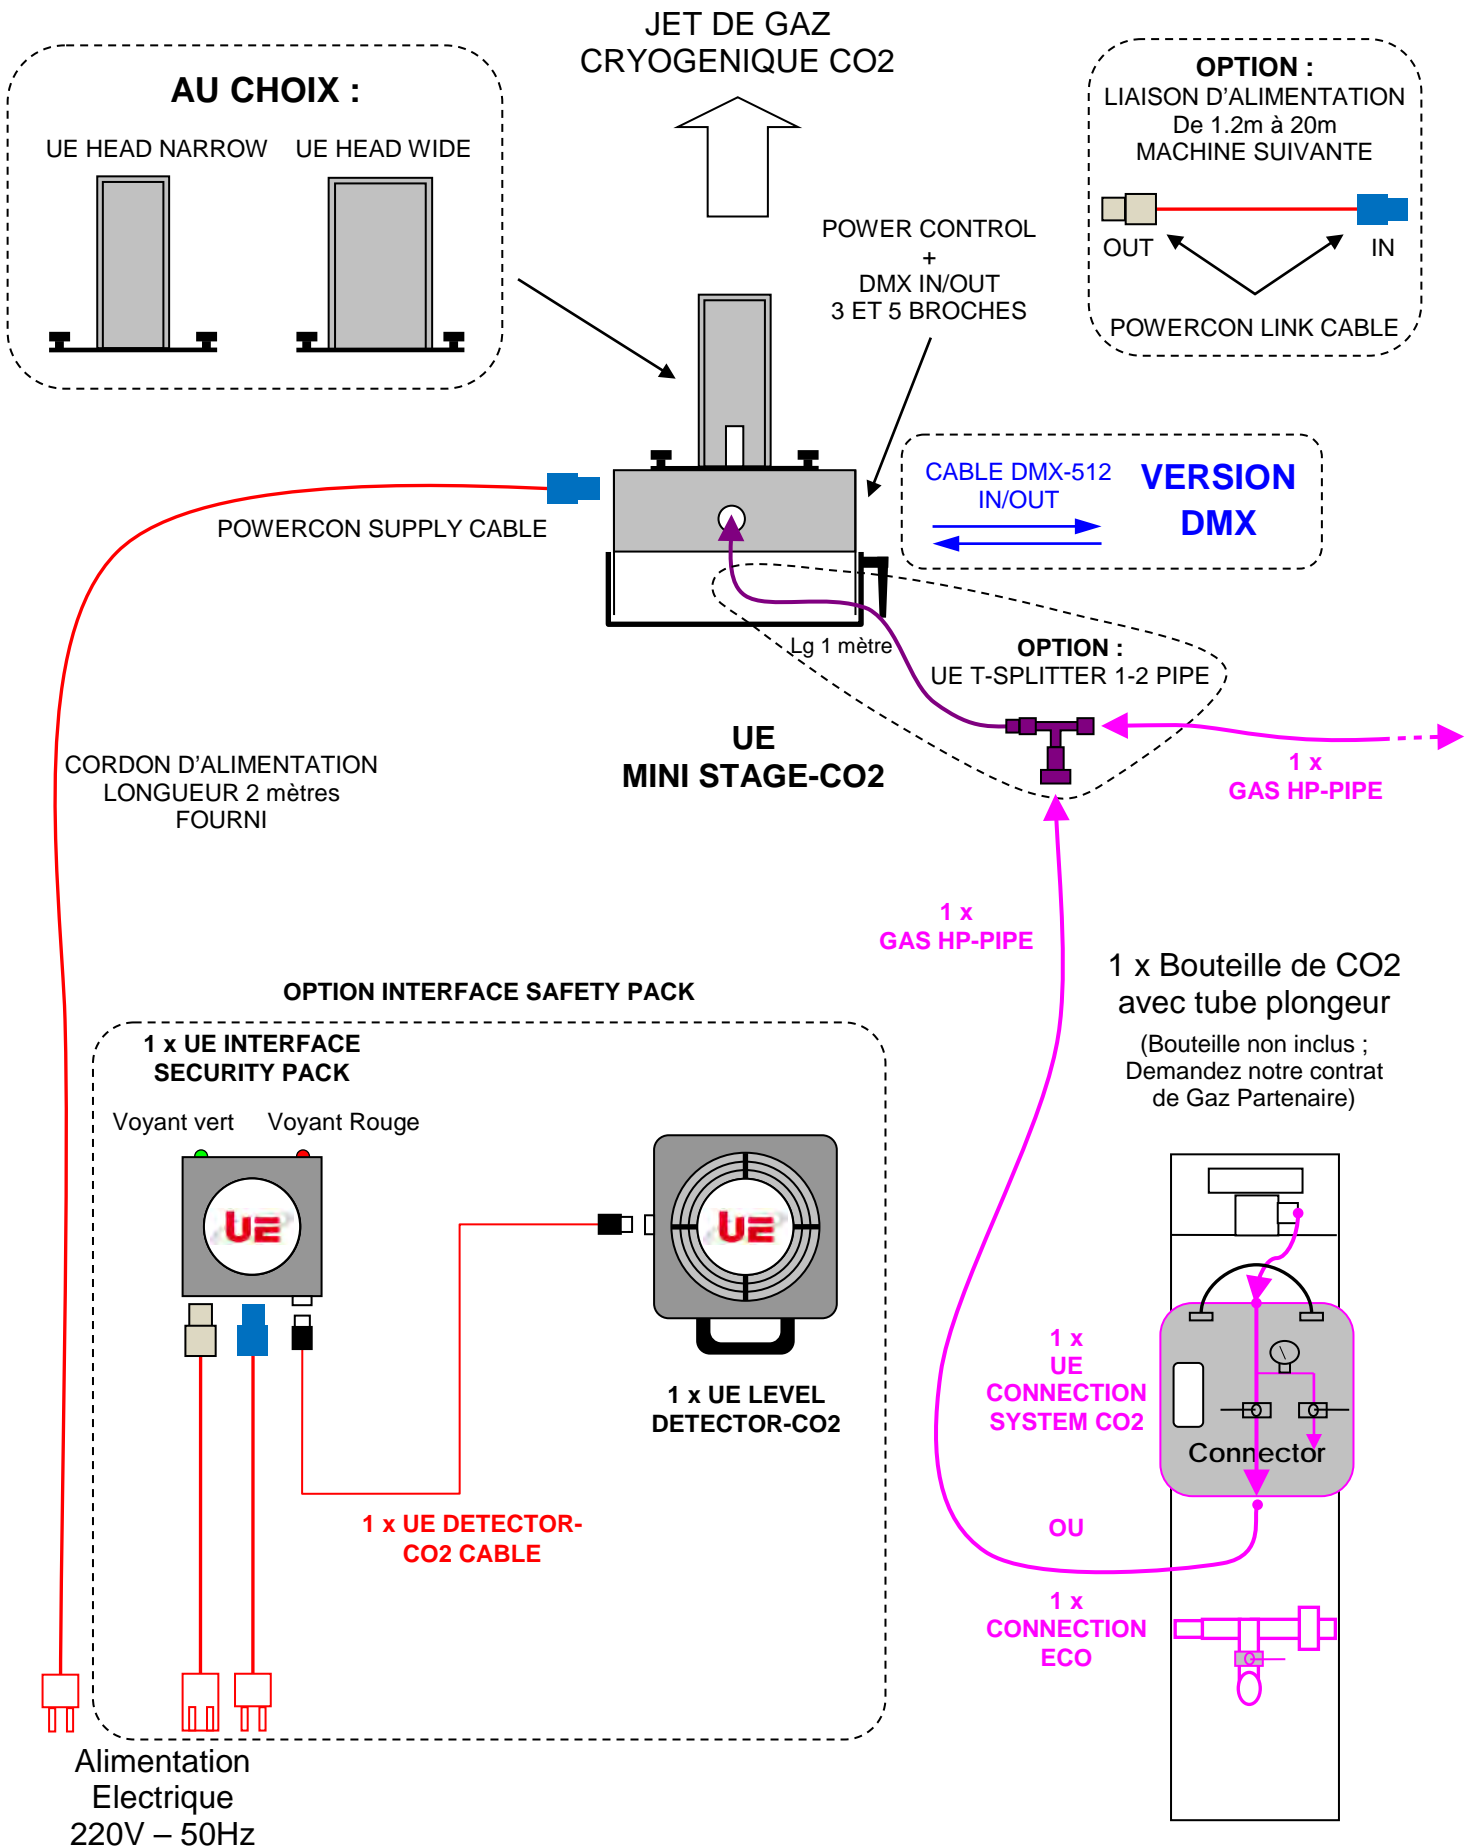 JET DE GAZ
CRYOGENIQUE CO2
AU CHOIX :
UE HEAD NARROW
UE HEAD WIDE
OPTION :
LIAISON D'ALIMENTATION
De 1.2m à 20m
MACHINE SUIVANTE
OUT
IN
POWERCON LINK CABLE
POWER CONTROL
+
DMX IN/OUT
3 ET 5 BROCHES
CABLE DMX-512
IN/OUT
VERSION
DMX
POWERCON SUPPLY CABLE
Lg 1 mètre
OPTION :
UE T-SPLITTER 1-2 PIPE
UE
MINI STAGE-CO2
CORDON D'ALIMENTATION
LONGUEUR 2 mètres
FOURNI
1 x
GAS HP-PIPE
1 x
GAS HP-PIPE
1 x Bouteille de CO2
avec tube plongeur
(Bouteille non inclus ;
Demandez notre contrat
de Gaz Partenaire)
OPTION INTERFACE SAFETY PACK
1 x UE INTERFACE
SECURITY PACK
Voyant vert
Voyant Rouge
UE
UE
1 x UE LEVEL
DETECTOR-CO2
1 x UE DETECTOR-
CO2 CABLE
1 x
UE
CONNECTION
SYSTEM CO2
Connector
OU
1 x
CONNECTION
ECO
Alimentation
Electrique
220V – 50Hz